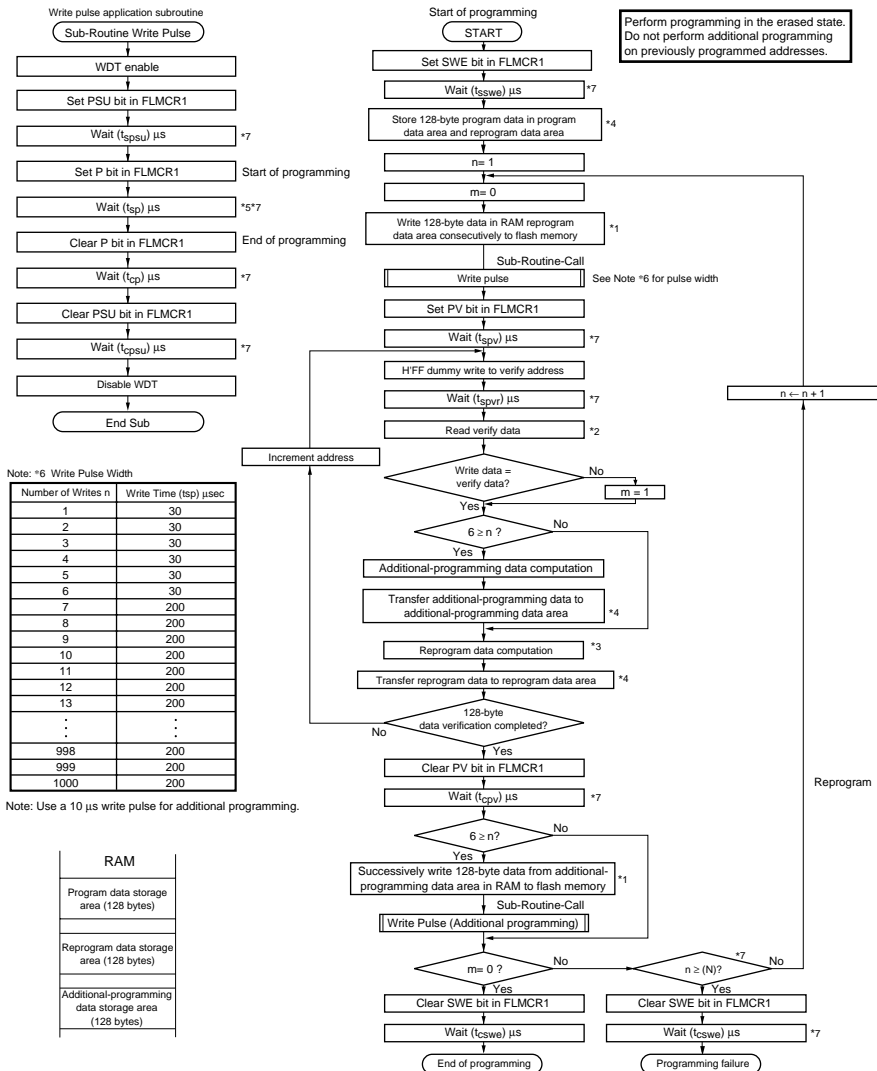 Write pulse application subroutine
Sub-Routine Write Pulse
WDT enable
Set PSU bit in FLMCR1
Wait (tspsu) µs
*7
Set P bit in FLMCR1
Start of programming
Wait (tsp) µs
*5*7
Clear P bit in FLMCR1
End of programming
Wait (tcp) µs
*7
Clear PSU bit in FLMCR1
Wait (tcpsu) µs
*7
Disable WDT
End Sub
Note: *6 Write Pulse Width
Number of Writes n Write Time (tsp) µsec
1 30
2 30
3 30
4 30
5 30
6 30
7 200
8 200
9 200
10 200
11 200
12 200
13 200
⋮ ⋮
998 200
999 200
1000 200
Note: Use a 10 µs write pulse for additional programming.
RAM
Program data storage
area (128 bytes)
Reprogram data storage
area (128 bytes)
Additional-programming
data storage area
(128 bytes)
Start of programming
START
Set SWE bit in FLMCR1
Wait (tsswe) µs
*7
Store 128-byte program data in program
data area and reprogram data area
*4
n= 1
m= 0
Write 128-byte data in RAM reprogram
data area consecutively to flash memory
*1
Sub-Routine-Call
Write pulse
See Note *6 for pulse width
Set PV bit in FLMCR1
Wait (tspv) µs
*7
H'FF dummy write to verify address
Wait (tspvr) µs
*7
Read verify data
*2
Increment address
Write data =
verify data?
No
m = 1
Yes
6 ≥ n ?
No
Yes
Additional-programming data computation
Transfer additional-programming data to
additional-programming data area
*4
Reprogram data computation
*3
Transfer reprogram data to reprogram data area
*4
128-byte
data verification completed?
No
Yes
Clear PV bit in FLMCR1
Wait (tcpv) µs
*7
6 ≥ n?
No
Yes
Successively write 128-byte data from additional-
programming data area in RAM to flash memory
*1
Sub-Routine-Call
Write Pulse (Additional programming)
m= 0 ?
No
Yes
Clear SWE bit in FLMCR1
Wait (tcswe) µs
End of programming
*7
n ≥ (N)?
No
Yes
Clear SWE bit in FLMCR1
Wait (tcswe) µs
*7
Programming failure
Perform programming in the erased state.
Do not perform additional programming
on previously programmed addresses.
n ← n + 1
Reprogram